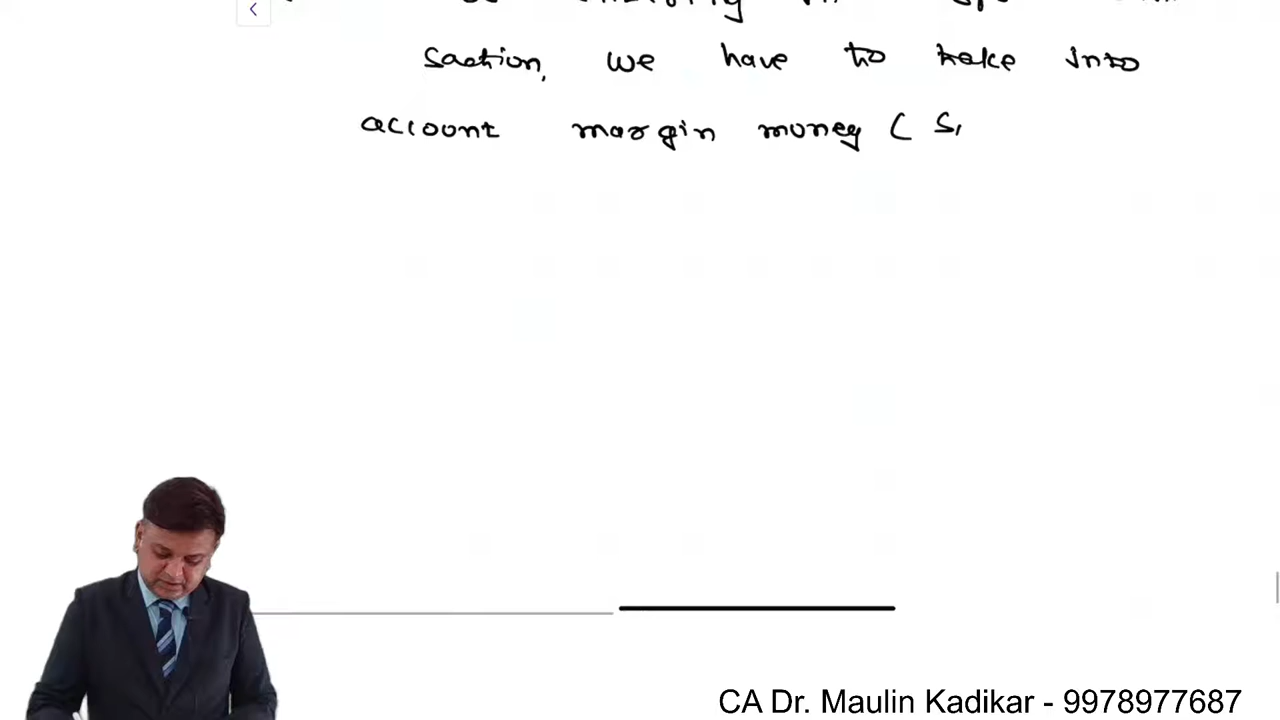 saction, we have to take into
account margin money ( S,
CA Dr. Maulin Kadikar - 9978977687